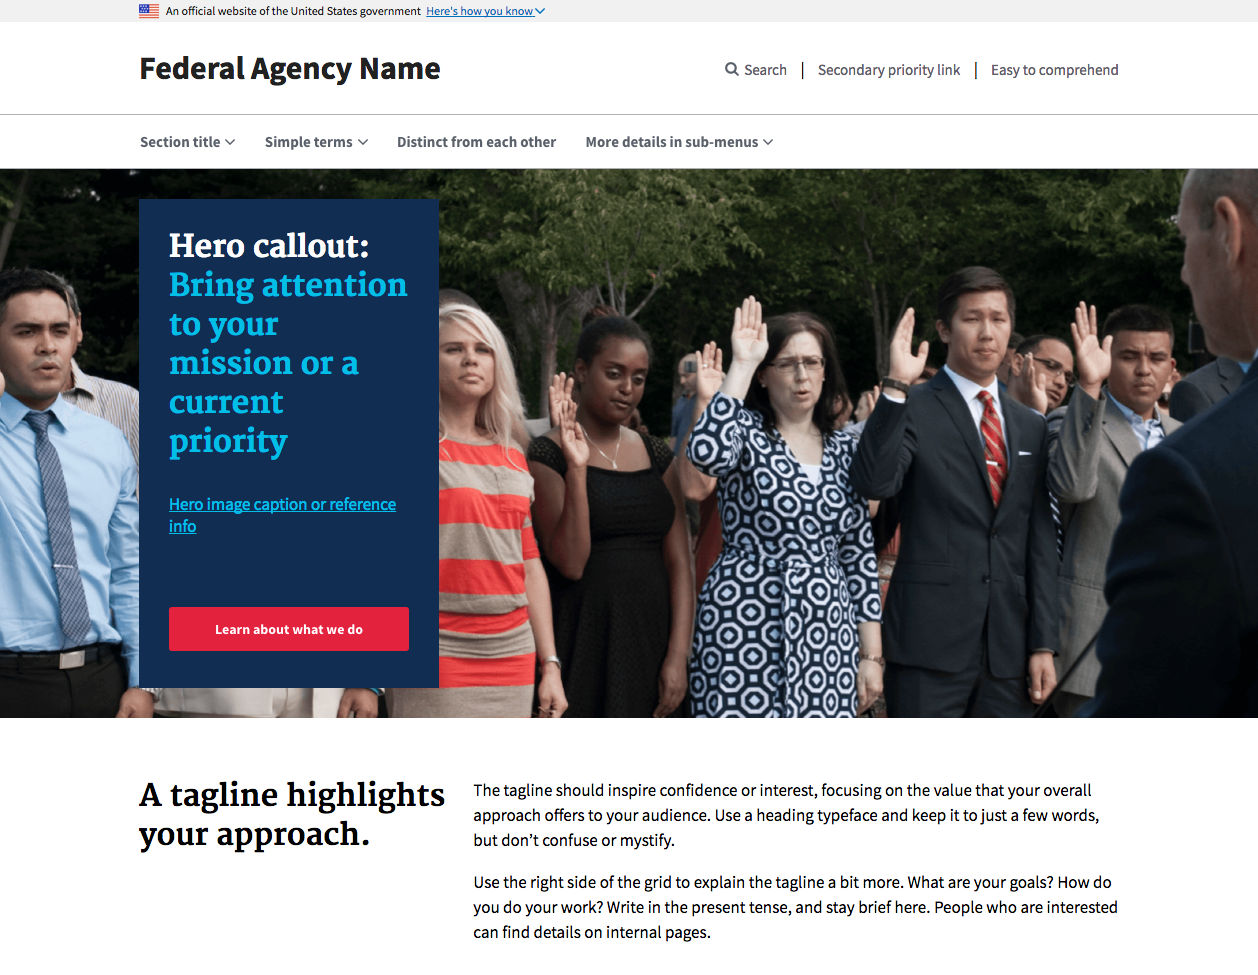 An official website of the United States government Here's how you know
Federal Agency Name
Search Secondary priority link Easy to comprehend
Section title Simple terms Distinct from each other More details in sub-menus
Hero callout:
Bring attention
to your
mission or a
current
priority
Hero image caption or reference
info
Learn about what we do
A tagline highlights
your approach.
The tagline should inspire confidence or interest, focusing on the value that your overall
approach offers to your audience. Use a heading typeface and keep it to just a few words,
but don’t confuse or mystify.
Use the right side of the grid to explain the tagline a bit more. What are your goals? How do
you do your work? Write in the present tense, and stay brief here. People who are interested
can find details on internal pages.